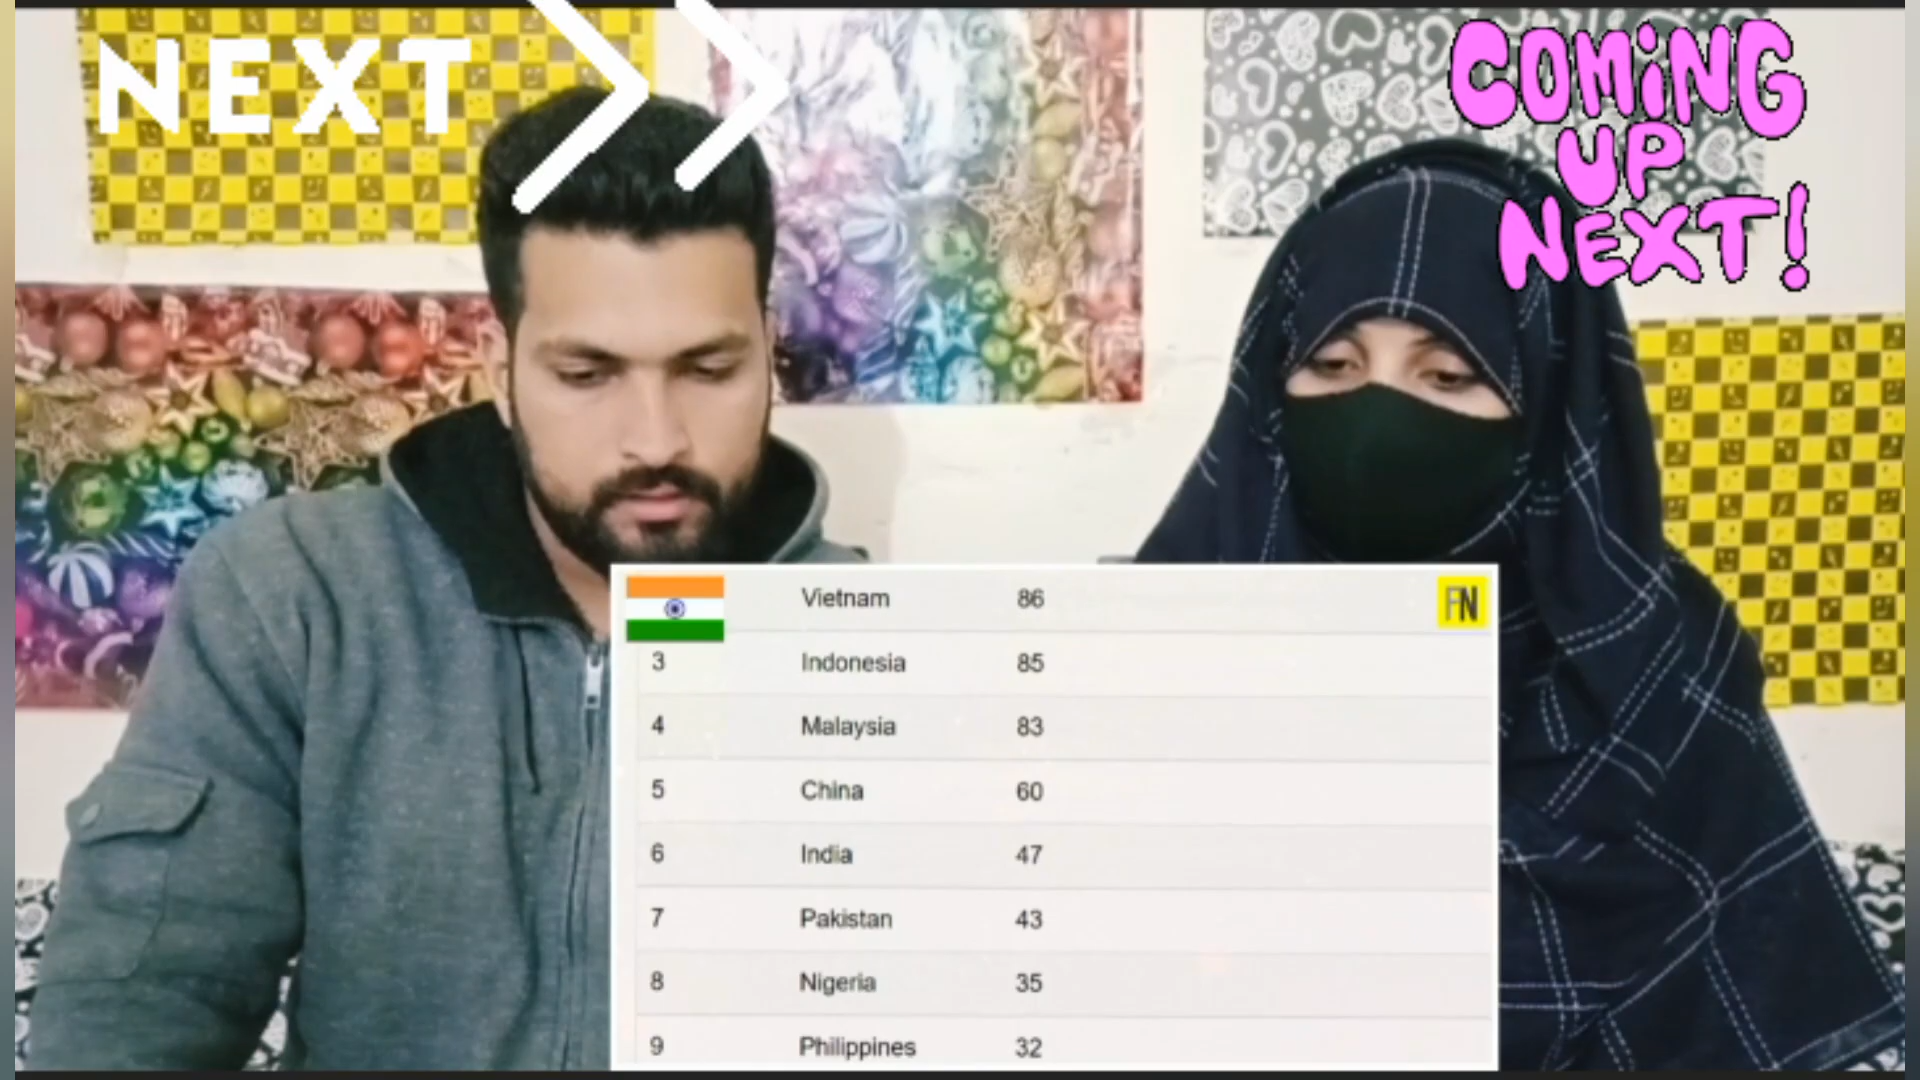 NEXT
COMiNG
UP
NEXT!
Vietnam 86
FN
3 Indonesia 85
4 Malaysia 83
5 China 60
6 India 47
7 Pakistan 43
8 Nigeria 35
9 Philippines 32